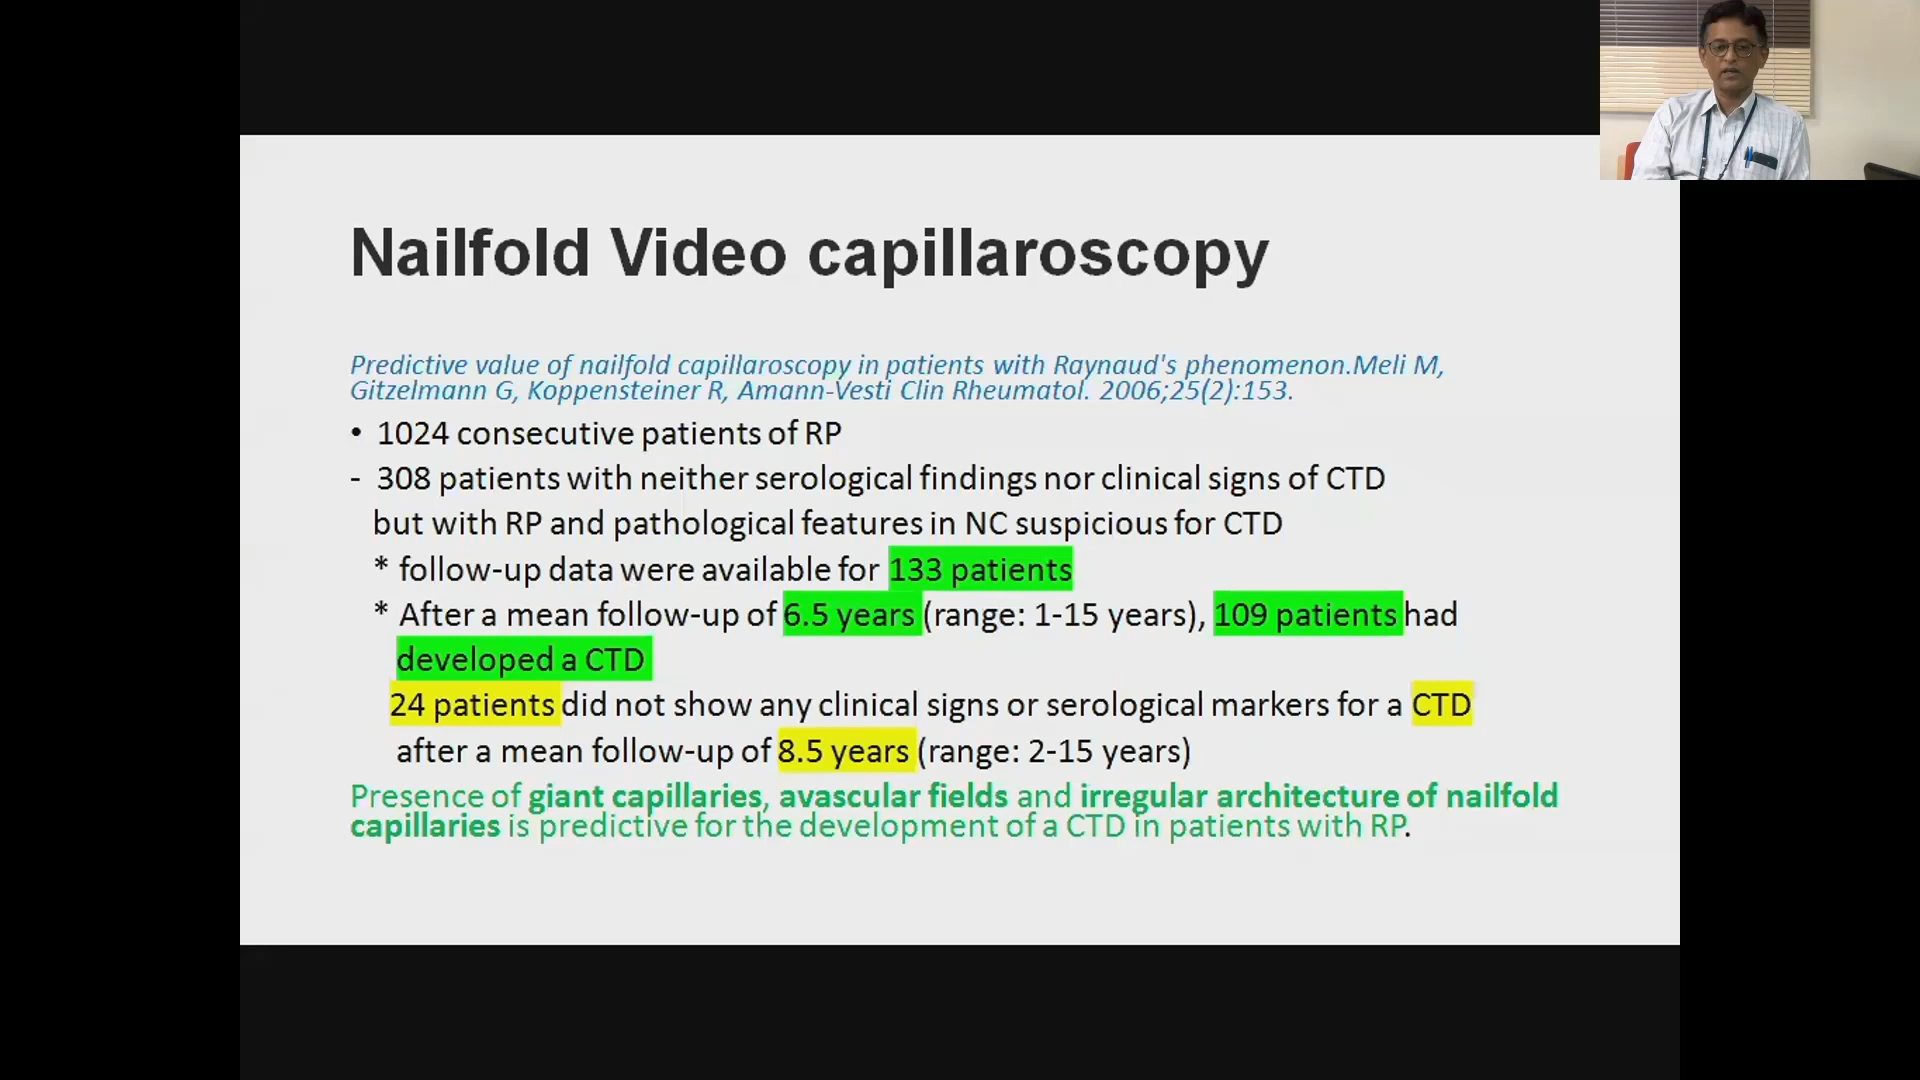 Nailfold Video capillaroscopy
Predictive value of nailfold capillaroscopy in patients with Raynaud's phenomenon.Meli M,
Gitzelmann G, Koppensteiner R, Amann-Vesti Clin Rheumatol. 2006;25(2):153.
• 1024 consecutive patients of RP
- 308 patients with neither serological findings nor clinical signs of CTD
but with RP and pathological features in NC suspicious for CTD
* follow-up data were available for 133 patients
* After a mean follow-up of 6.5 years (range: 1-15 years), 109 patients had
developed a CTD
24 patients did not show any clinical signs or serological markers for a CTD
after a mean follow-up of 8.5 years (range: 2-15 years)
Presence of giant capillaries, avascular fields and irregular architecture of nailfold
capillaries is predictive for the development of a CTD in patients with RP.